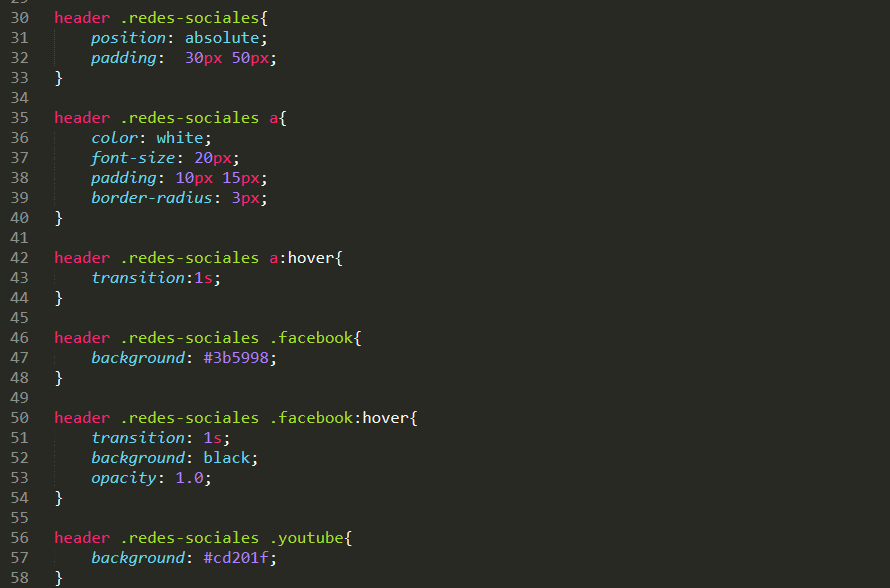 29
30 header .redes-sociales{
31     position: absolute;
32     padding:  30px 50px;
33 }
34
35 header .redes-sociales a{
36     color: white;
37     font-size: 20px;
38     padding: 10px 15px;
39     border-radius: 3px;
40 }
41
42 header .redes-sociales a:hover{
43     transition:1s;
44 }
45
46 header .redes-sociales .facebook{
47     background: #3b5998;
48 }
49
50 header .redes-sociales .facebook:hover{
51     transition: 1s;
52     background: black;
53     opacity: 1.0;
54 }
55
56 header .redes-sociales .youtube{
57     background: #cd201f;
58 }